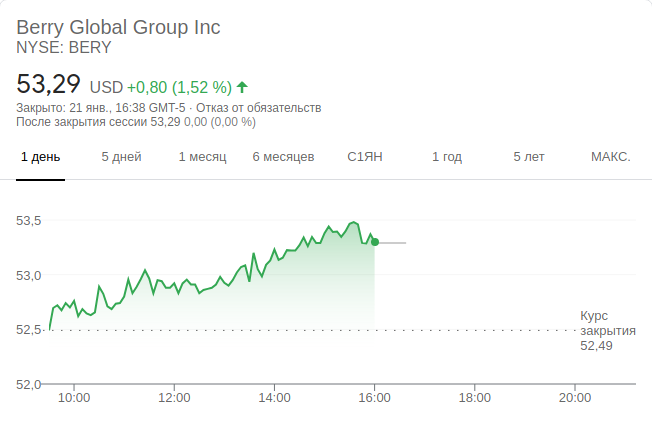 Berry Global Group Inc
NYSE: BERY
53,29 USD +0,80 (1,52 %)
Закрыто: 21 янв., 16:38 GMT-5 · Отказ от обязательств
После закрытия сессии 53,29 0,00 (0,00 %)
1 день 5 дней 1 месяц 6 месяцев С1ЯН 1 год 5 лет МАКС.
53,5
53,0
52,5
Курс
закрытия
52,49
52,0
10:00 12:00 14:00 16:00 18:00 20:00